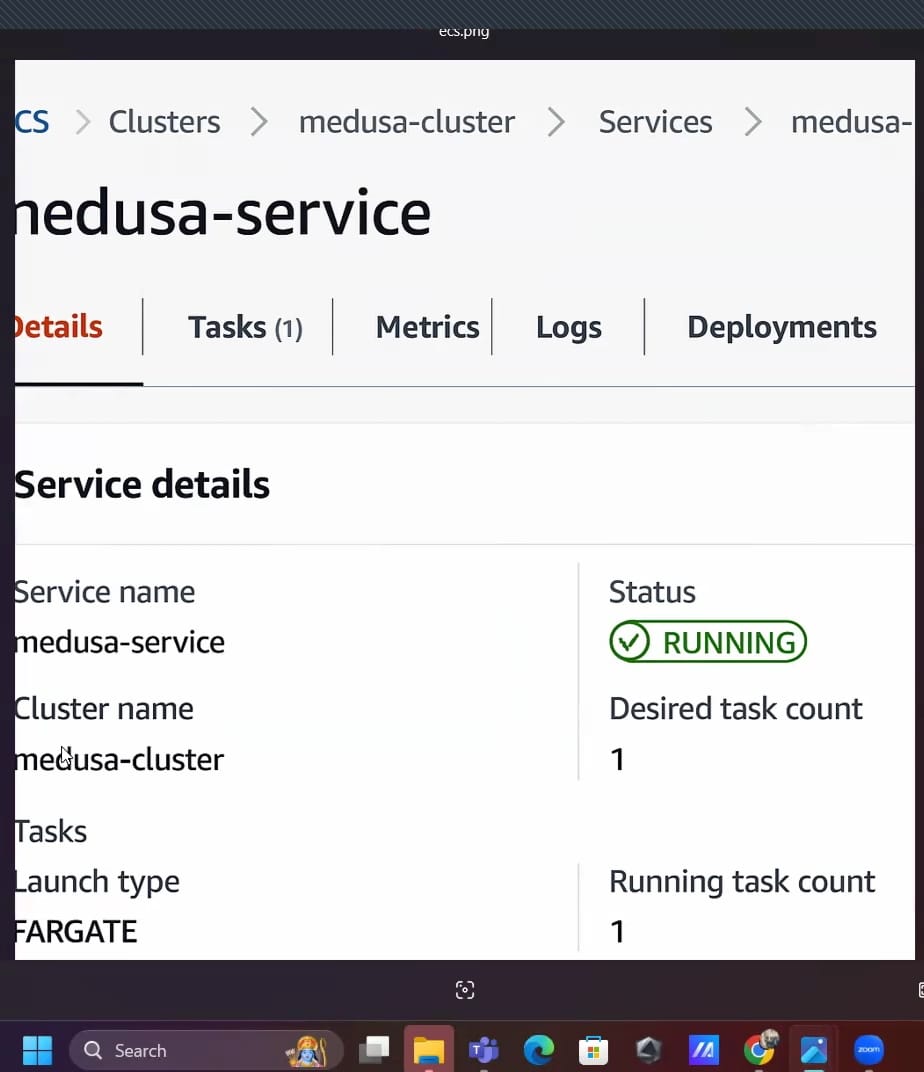 ecs.png
CS > Clusters > medusa-cluster > Services > medusa-
medusa-service
Details Tasks (1) Metrics Logs Deployments
Service details
Service name
Status
medusa-service
RUNNING
Cluster name
Desired task count
medusa-cluster
1
Tasks
Launch type
Running task count
FARGATE
1
Search
zoom